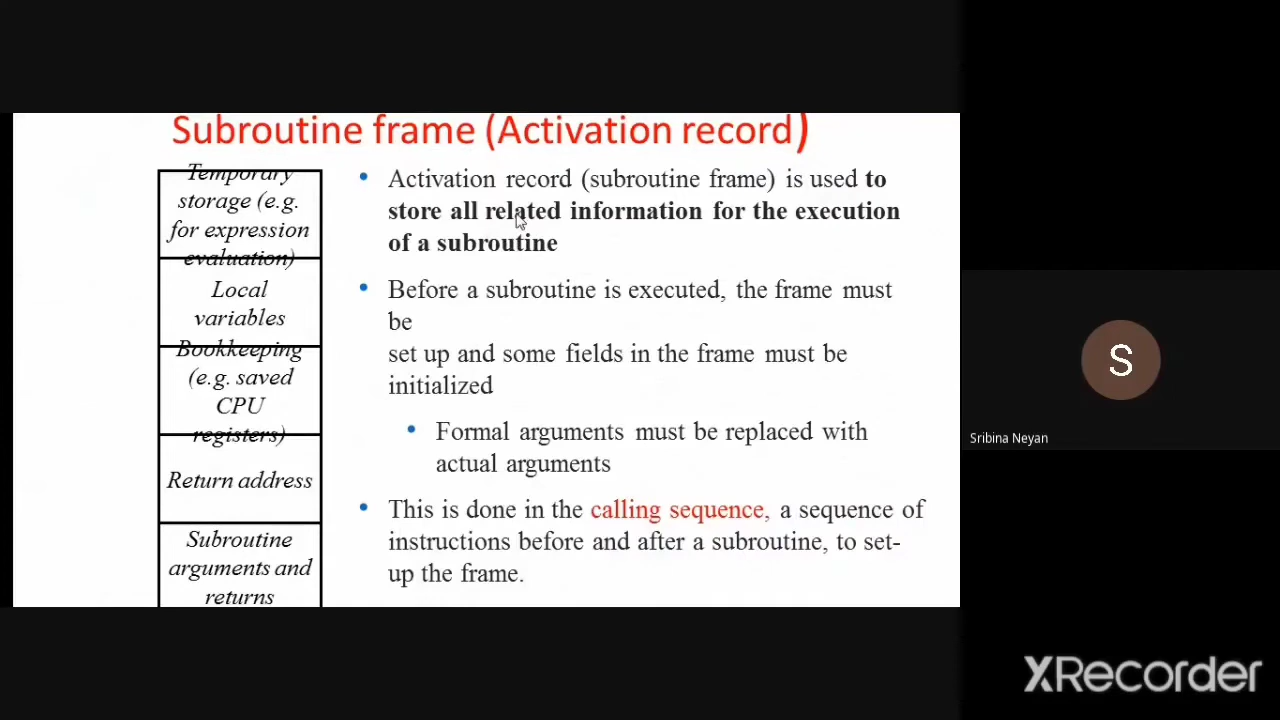 Subroutine frame (Activation record)
Temporary
storage (e.g.
for expression
evaluation)
Local
variables
Bookkeeping
(e.g. saved
CPU
registers)
Return address
Subroutine
arguments and
returns
• Activation record (subroutine frame) is used to
store all related information for the execution
of a subroutine
• Before a subroutine is executed, the frame must
be
set up and some fields in the frame must be
initialized
• Formal arguments must be replaced with
actual arguments
• This is done in the calling sequence, a sequence of
instructions before and after a subroutine, to set-
up the frame.
S
Sribina Neyan
XRecorder